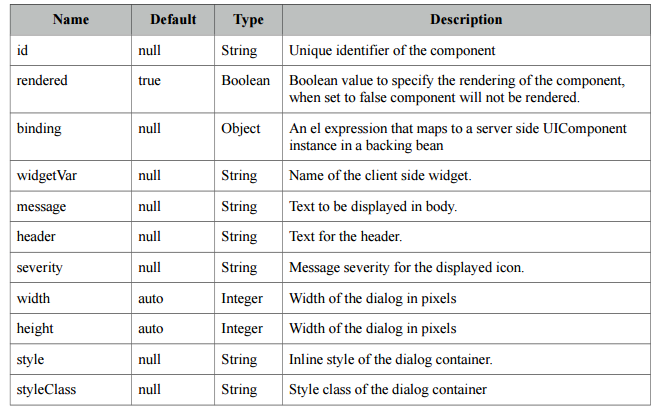 Name Default Type Description
id null String Unique identifier of the component
rendered true Boolean Boolean value to specify the rendering of the component,
when set to false component will not be rendered.
binding null Object An el expression that maps to a server side UIComponent
instance in a backing bean
widgetVar null String Name of the client side widget.
message null String Text to be displayed in body.
header null String Text for the header.
severity null String Message severity for the displayed icon.
width auto Integer Width of the dialog in pixels
height auto Integer Width of the dialog in pixels
style null String Inline style of the dialog container.
styleClass null String Style class of the dialog container